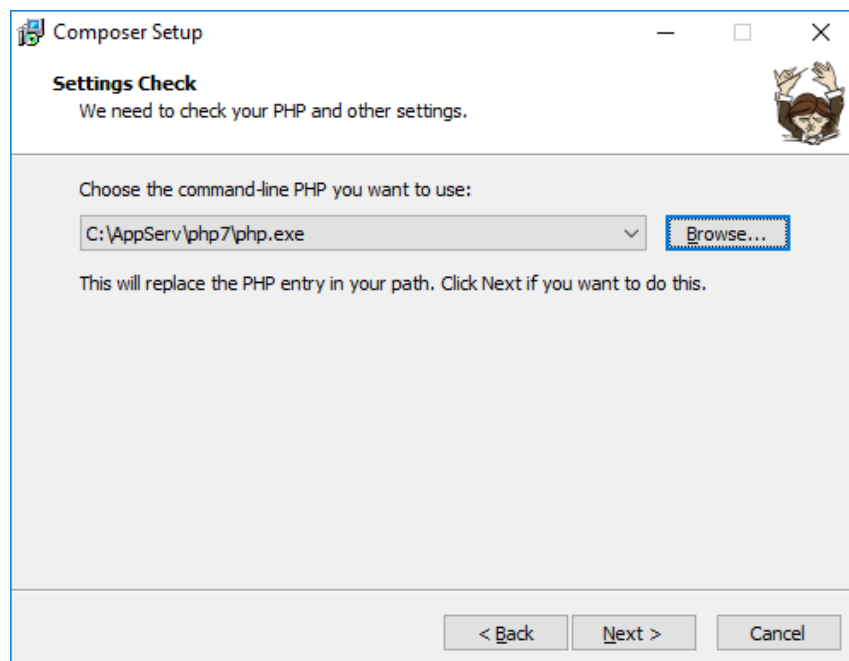 Composer Setup
Settings Check
We need to check your PHP and other settings.
Choose the command-line PHP you want to use:
C:\AppServ\php7\php.exe
Browse...
This will replace the PHP entry in your path. Click Next if you want to do this.
< Back
Next >
Cancel